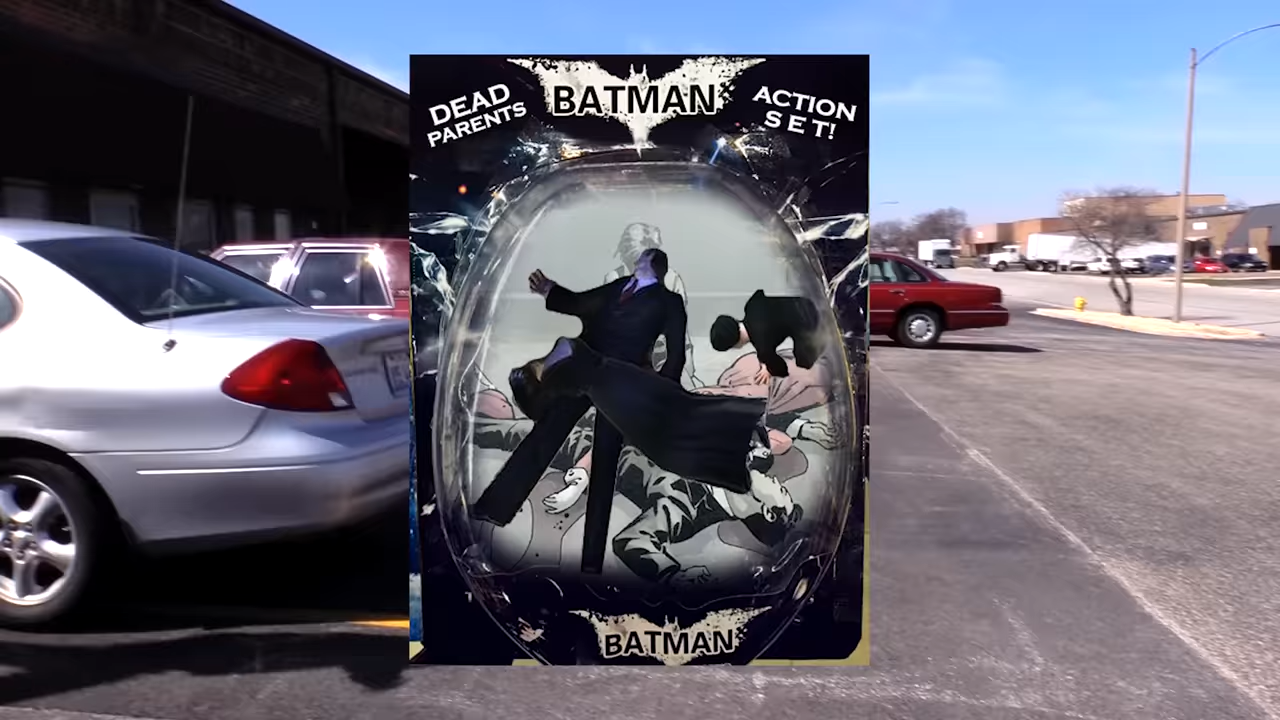 DEAD
PARENTS
BATMAN
ACTION
SET!
BATMAN